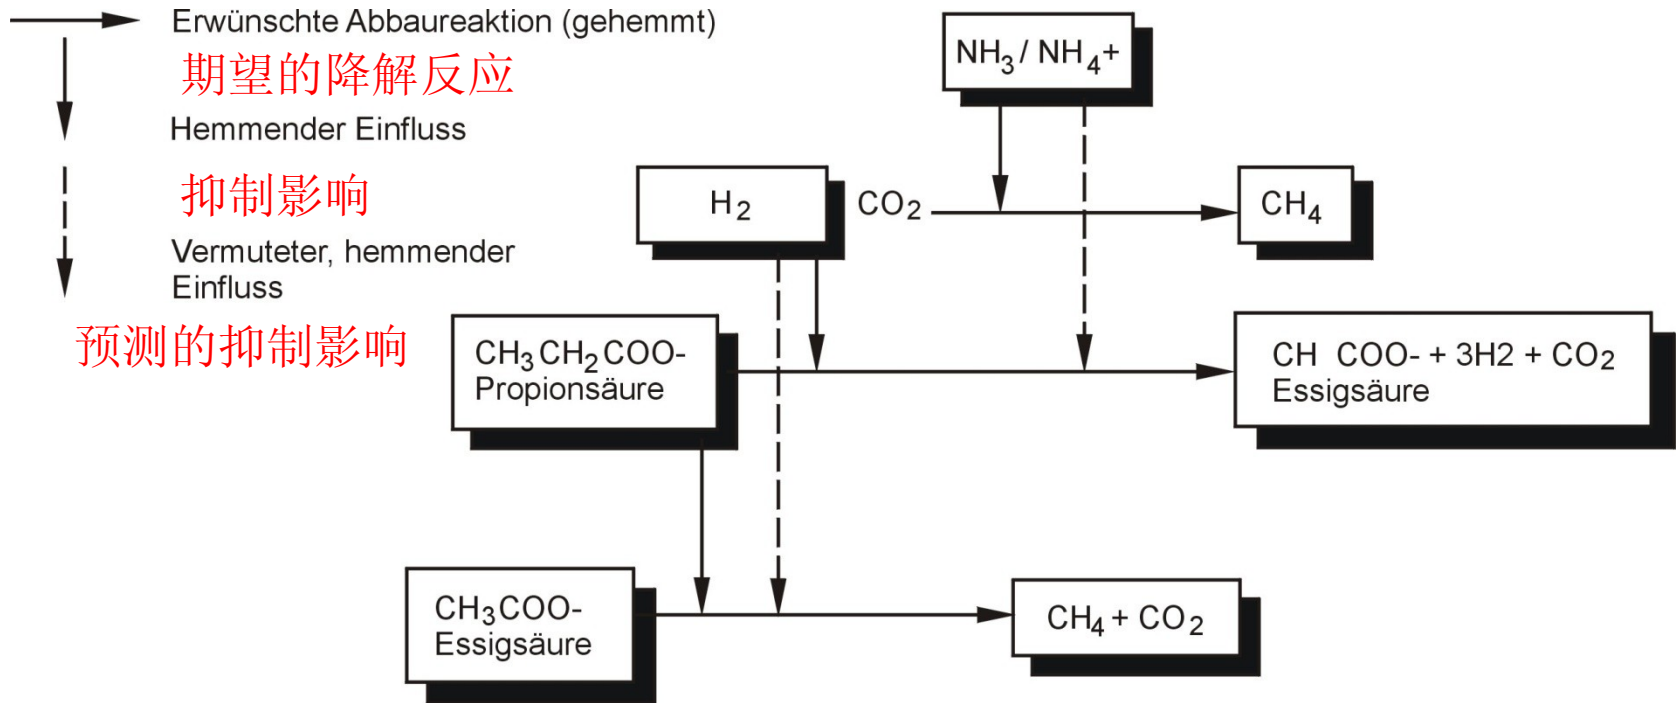 Erwünschte Abbaureaktion (gehemmt)
期望的降解反应
Hemmender Einfluss
抑制影响
Vermuteter, hemmender
Einfluss
预测的抑制影响
NH₃ / NH₄+
H₂
CO₂
CH₄
CH₃CH₂COO-
Propionsäure
CH COO- + 3H2 + CO₂
Essigsäure
CH₃COO-
Essigsäure
CH₄ + CO₂